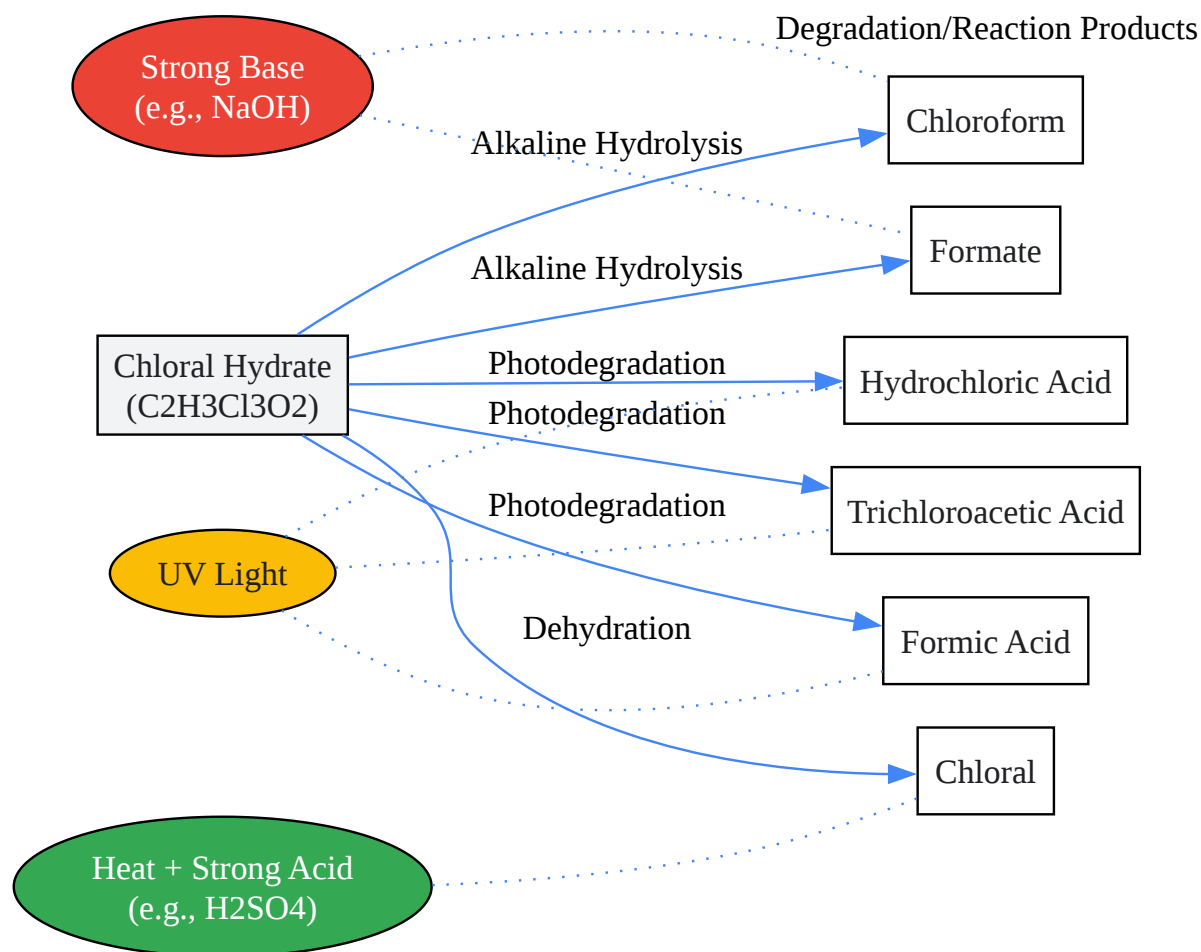 Degradation/Reaction Products
Strong Base
(e.g., NaOH)
Chloroform
Alkaline Hydrolysis
Formate
Alkaline Hydrolysis
Chloral Hydrate
(C2H3Cl3O2)
Photodegradation
Hydrochloric Acid
Photodegradation
Trichloroacetic Acid
Photodegradation
UV Light
Dehydration
Formic Acid
Chloral
Heat + Strong Acid
(e.g., H2SO4)